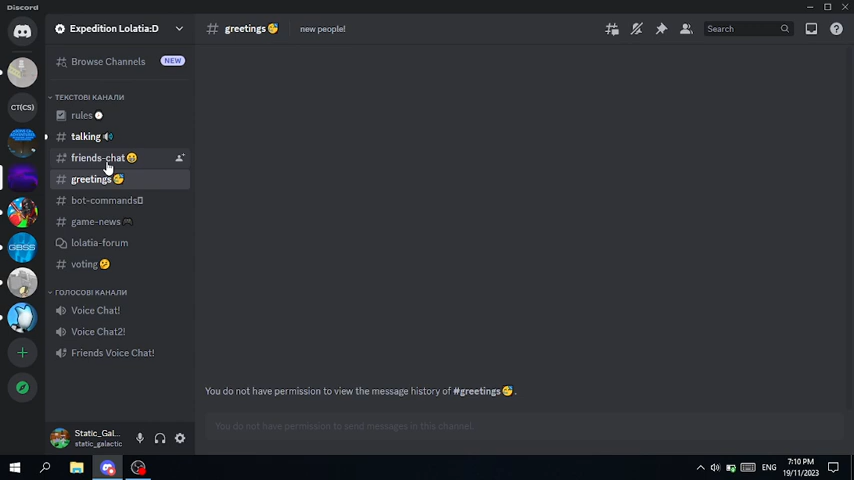 Discord
Expedition Lolatia:D
greetings😴
new people!
Search
Browse Channels
NEW
ТЕКСТОВІ КАНАЛИ
CT(CS)
rules
talking🔊
friends-chat
greetings😴
bot-commands
game-news🎮
lolatia-forum
voting🤔
GBSS
ГОЛОСОВІ КАНАЛИ
Voice Chat!
Voice Chat2!
Friends Voice Chat!
You do not have permission to view the message history of #greetings😴.
You do not have permission to send messages in this channel.
Static_Gal...
static_galactic
ENG
7:10 PM
19/11/2023